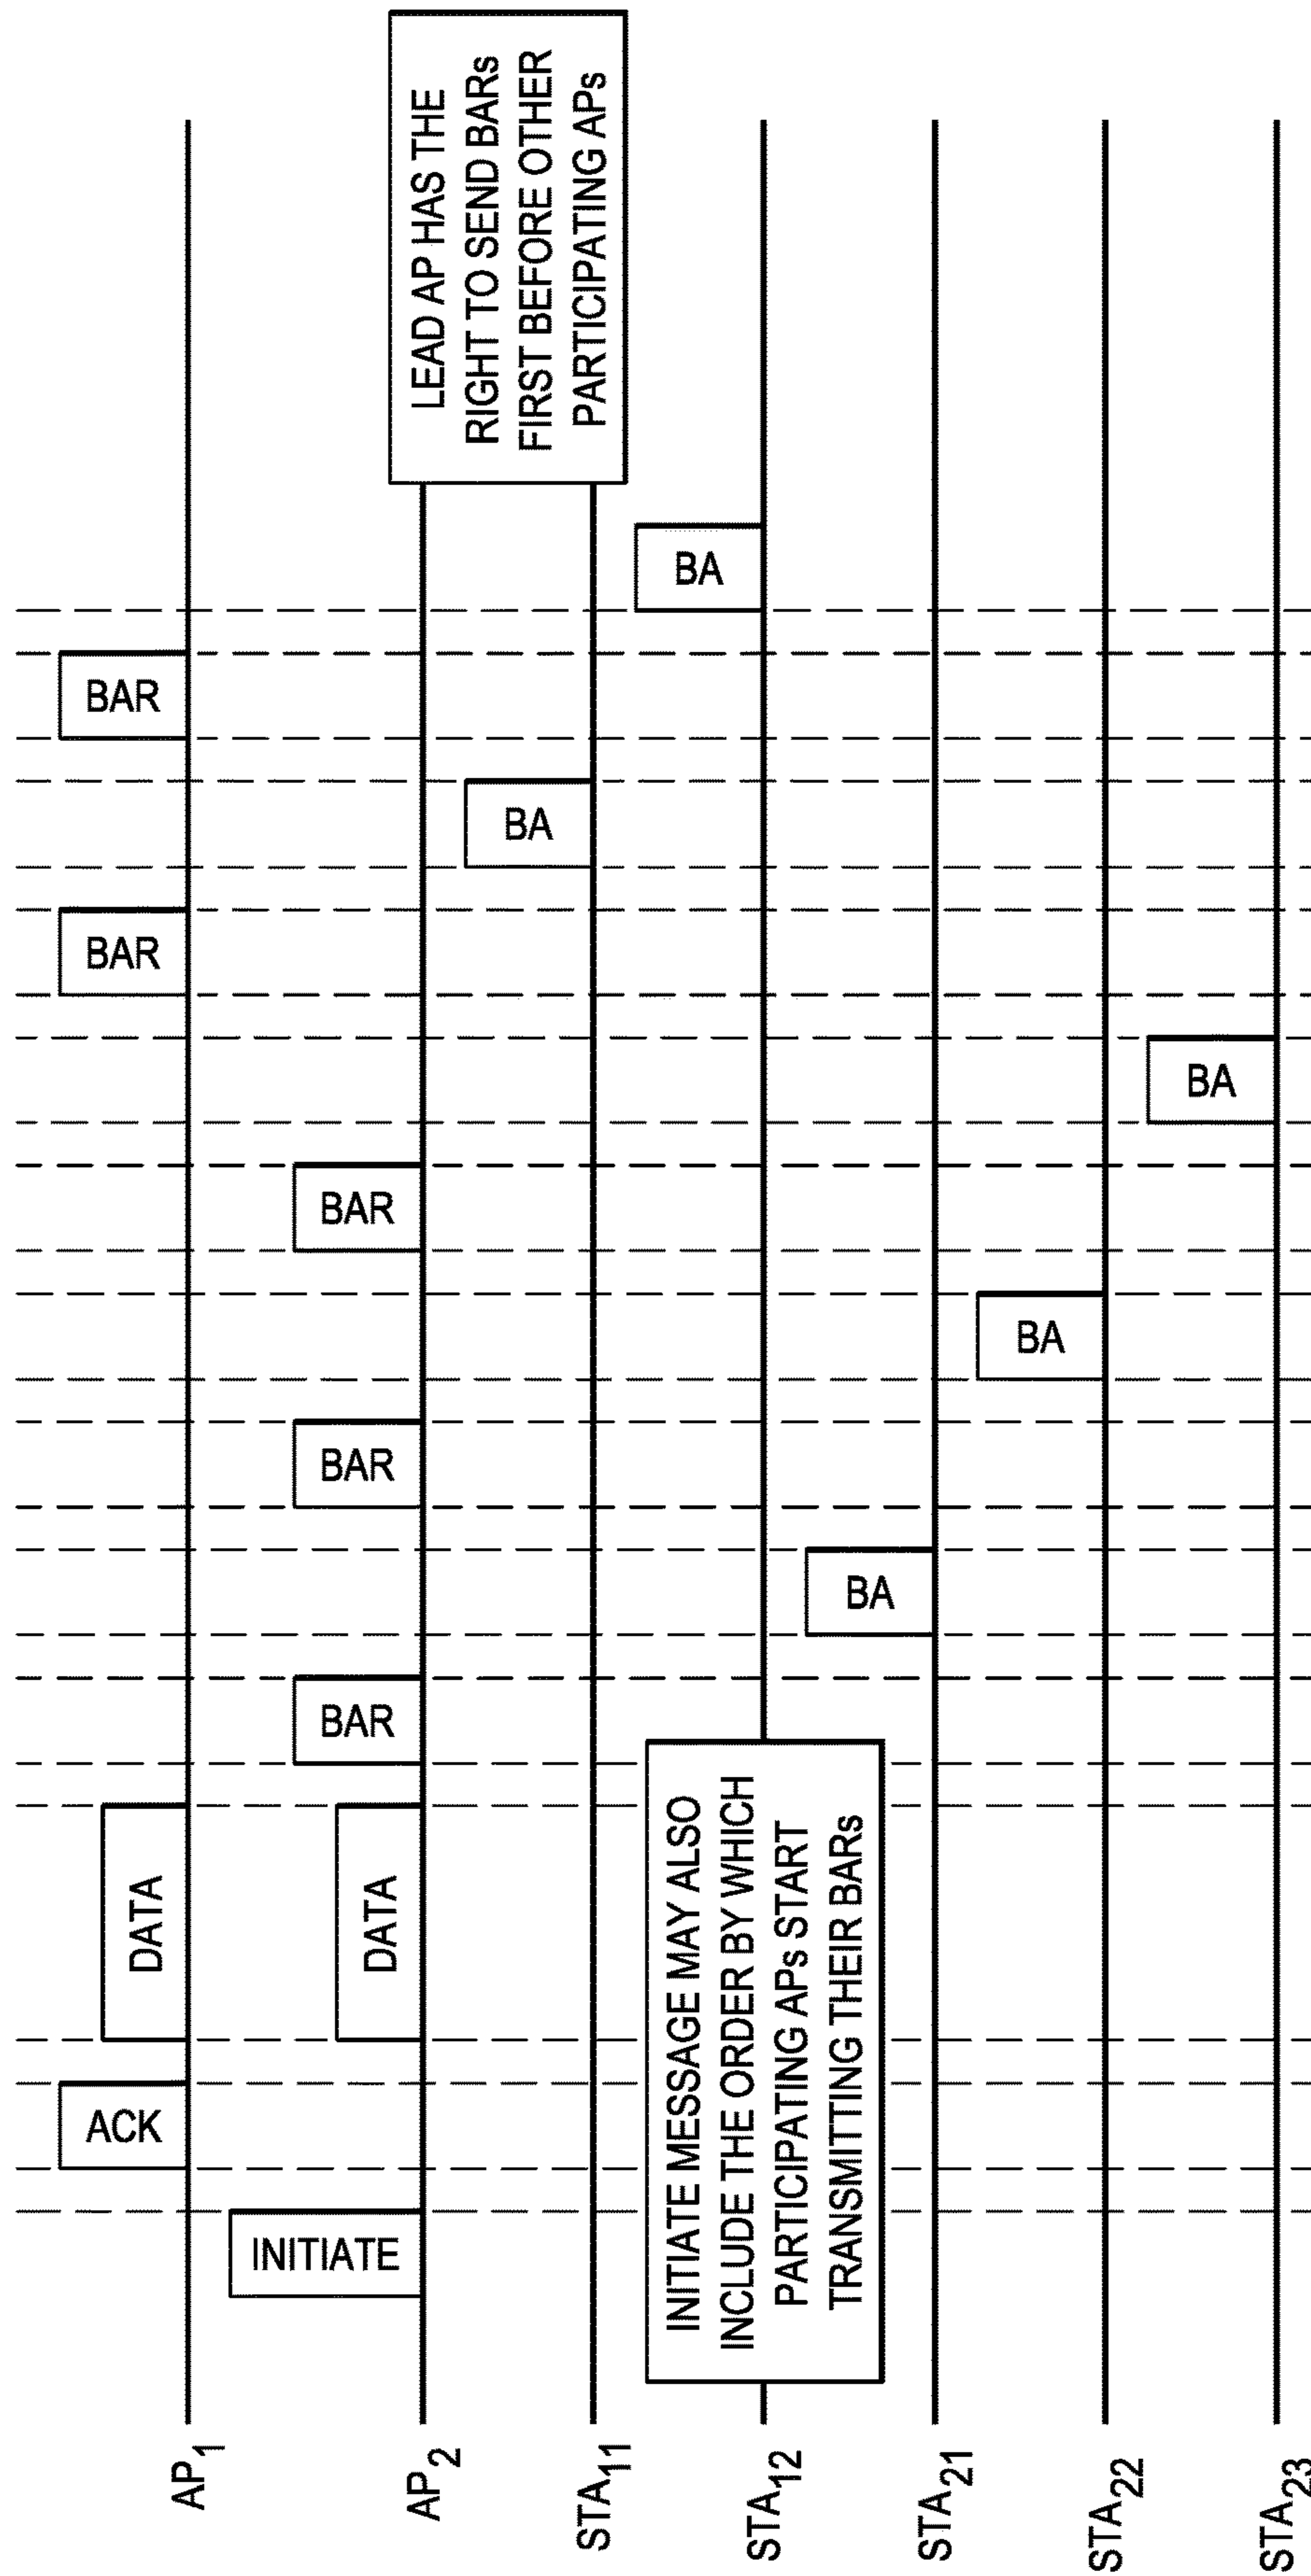 AP1
ACK
DATA
BAR
BAR
AP2
INITIATE
DATA
BAR
BAR
BAR
LEAD AP HAS THE
RIGHT TO SEND BARs
FIRST BEFORE OTHER
PARTICIPATING APs
STA11
BA
STA12
INITIATE MESSAGE MAY ALSO
INCLUDE THE ORDER BY WHICH
PARTICIPATING APs START
TRANSMITTING THEIR BARs
BA
STA21
BA
STA22
BA
STA23
BA